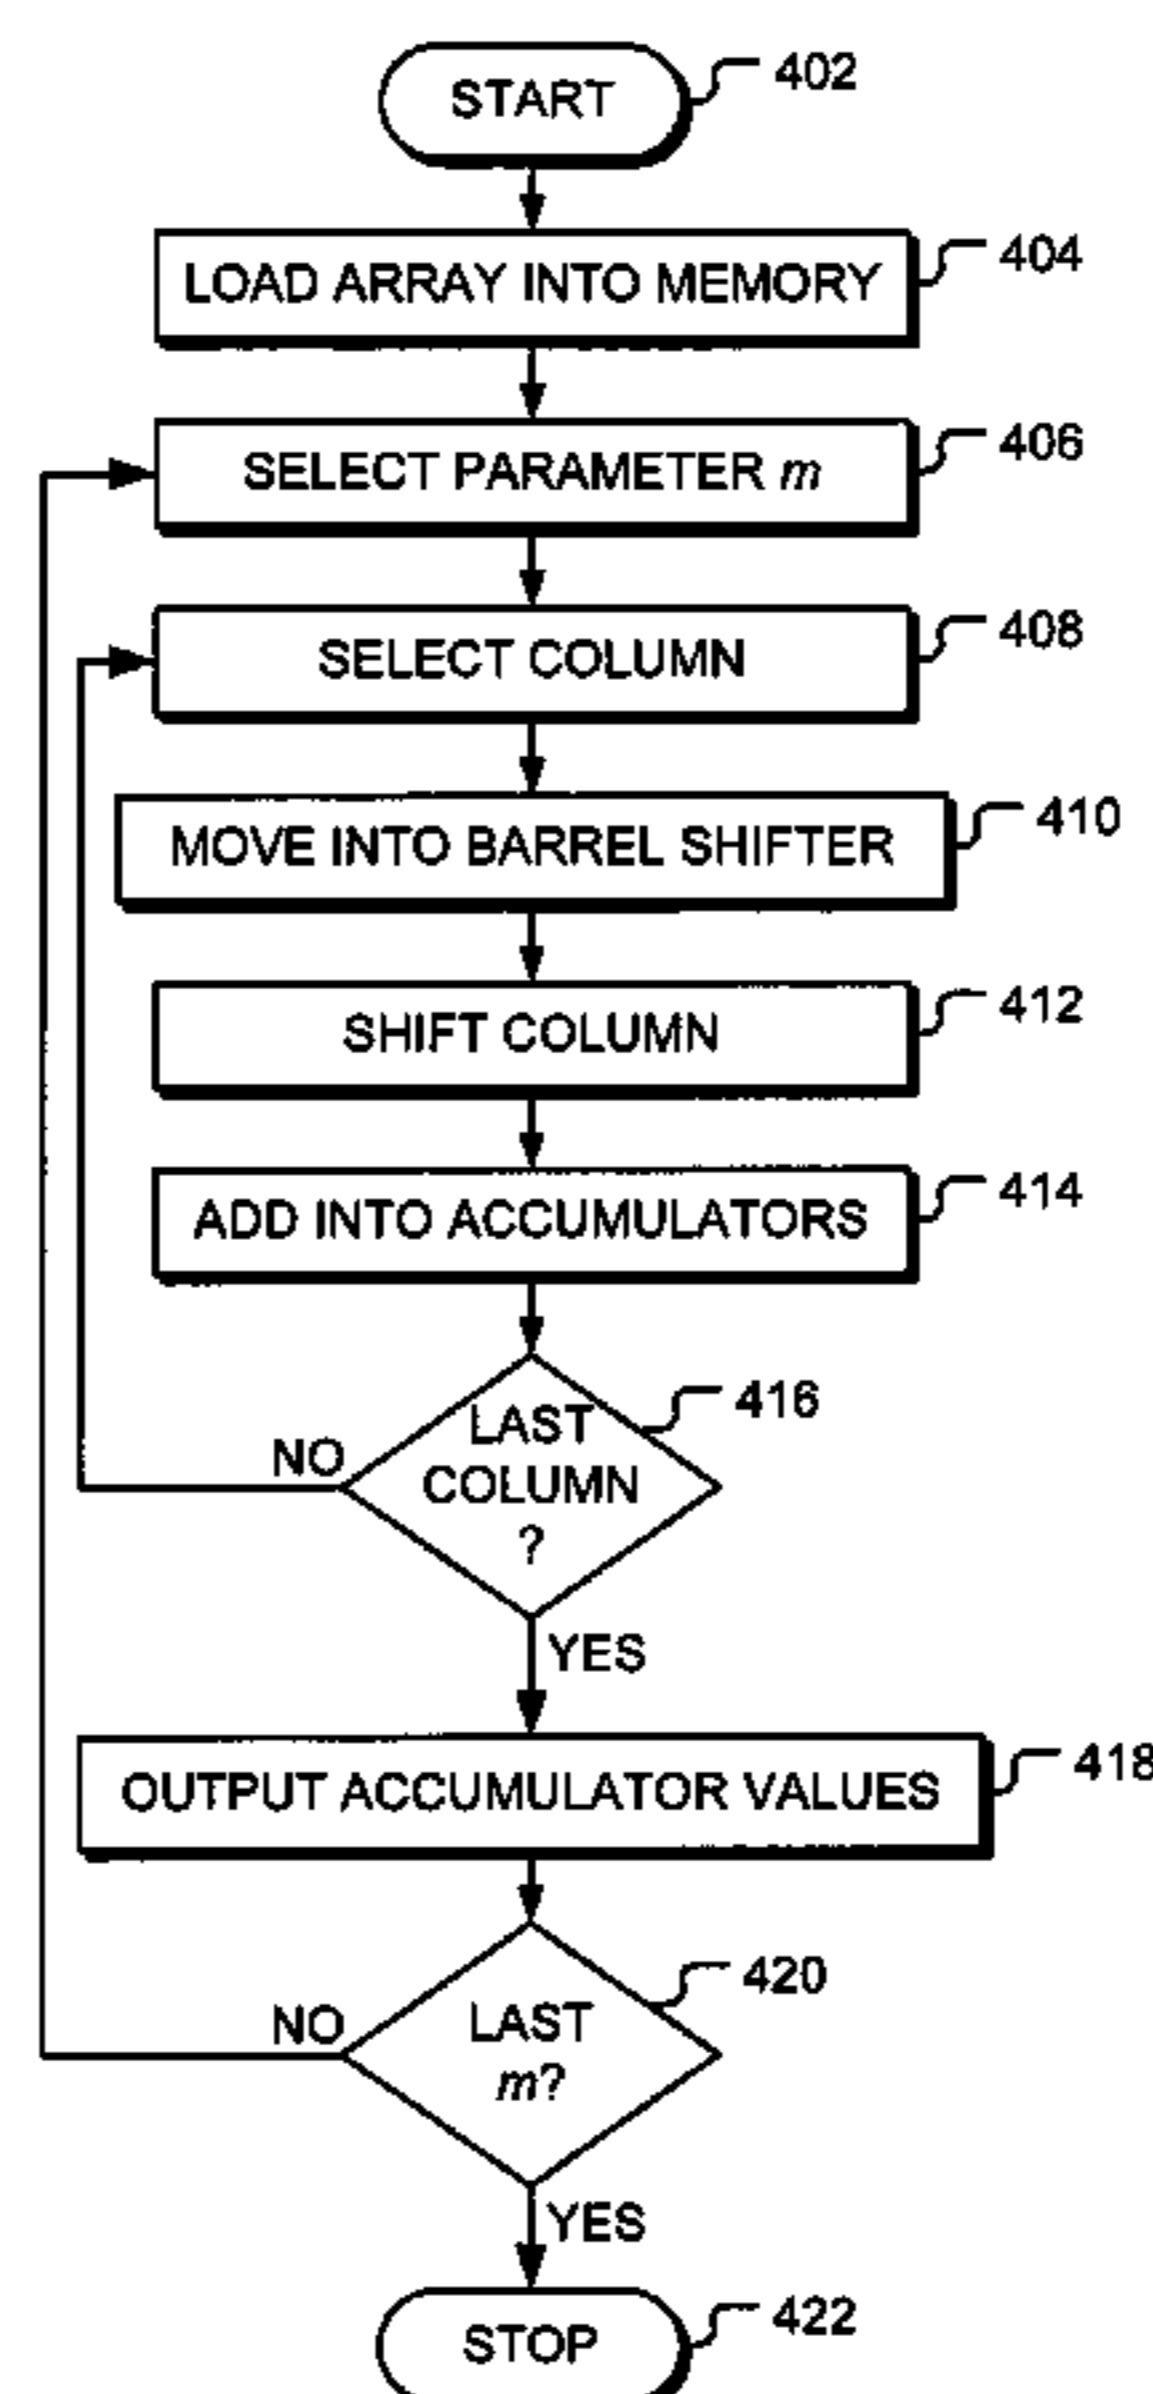 START
402
LOAD ARRAY INTO MEMORY
404
SELECT PARAMETER m
406
SELECT COLUMN
408
MOVE INTO BARREL SHIFTER
410
SHIFT COLUMN
412
ADD INTO ACCUMULATORS
414
LAST
COLUMN
?
416
NO
YES
OUTPUT ACCUMULATOR VALUES
418
LAST
m?
420
NO
YES
STOP
422